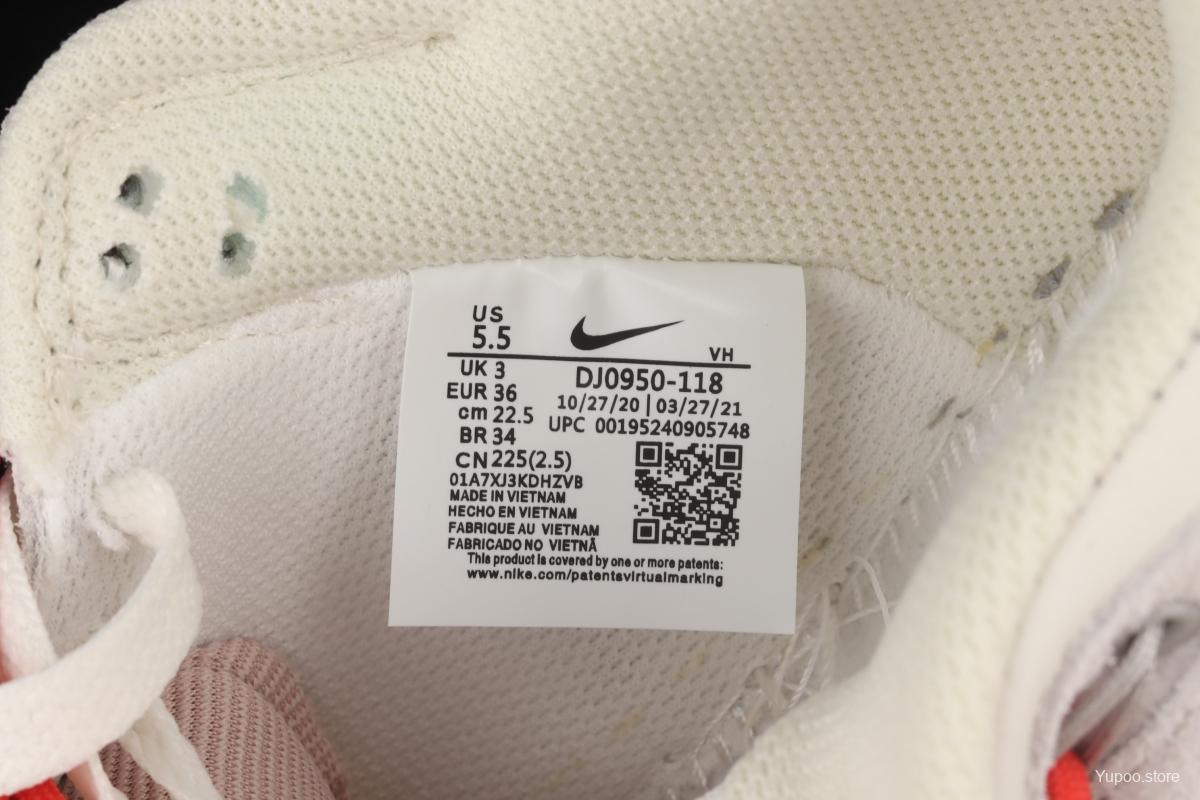 US
5.5
VH
UK 3
EUR 36
cm 22.5
BR 34
CN 225(2.5)
DJ0950-118
10/27/20 | 03/27/21
UPC 00195240905748
01A7XJ3KDHZVB
MADE IN VIETNAM
HECHO EN VIETNAM
FABRIQUE AU VIETNAM
FABRICADO NO VIETNÃ
This product is covered by one or more patents:
www.nike.com/patentsvirtualmarking
Yupoo.store